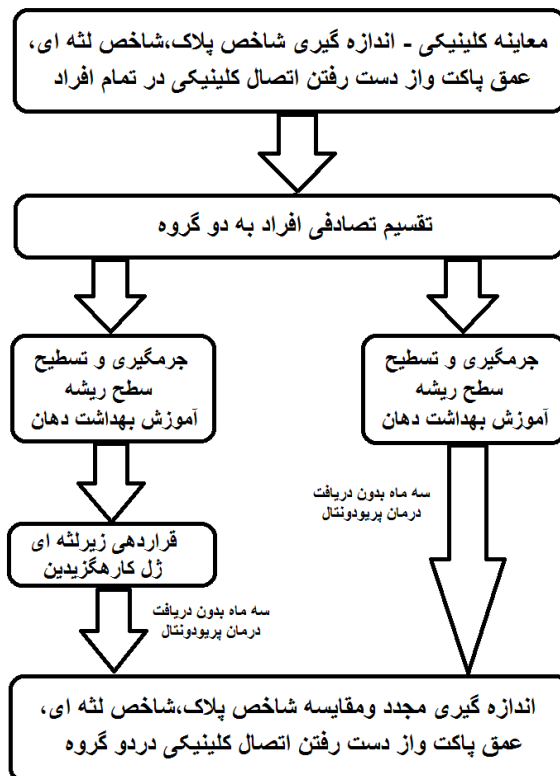 معاینه کلینیکی - اندازه گیری شاخص پلاک،شاخص لثه ای،
عمق پاکت واز دست رفتن اتصال کلینیکی در تمام افراد
تقسیم تصادفی افراد به دو گروه
جرمگیری و تسطیح
سطح ریشه
آموزش بهداشت دهان
جرمگیری و تسطیح
سطح ریشه
آموزش بهداشت دهان
سه ماه بدون دریافت
درمان پریودونتال
قراردهی زیرلثه ای
ژل کارهگزیدین
سه ماه بدون دریافت
درمان پریودونتال
اندازه گیری مجدد ومقایسه شاخص پلاک،شاخص لثه ای،
عمق پاکت واز دست رفتن اتصال کلینیکی دردو گروه